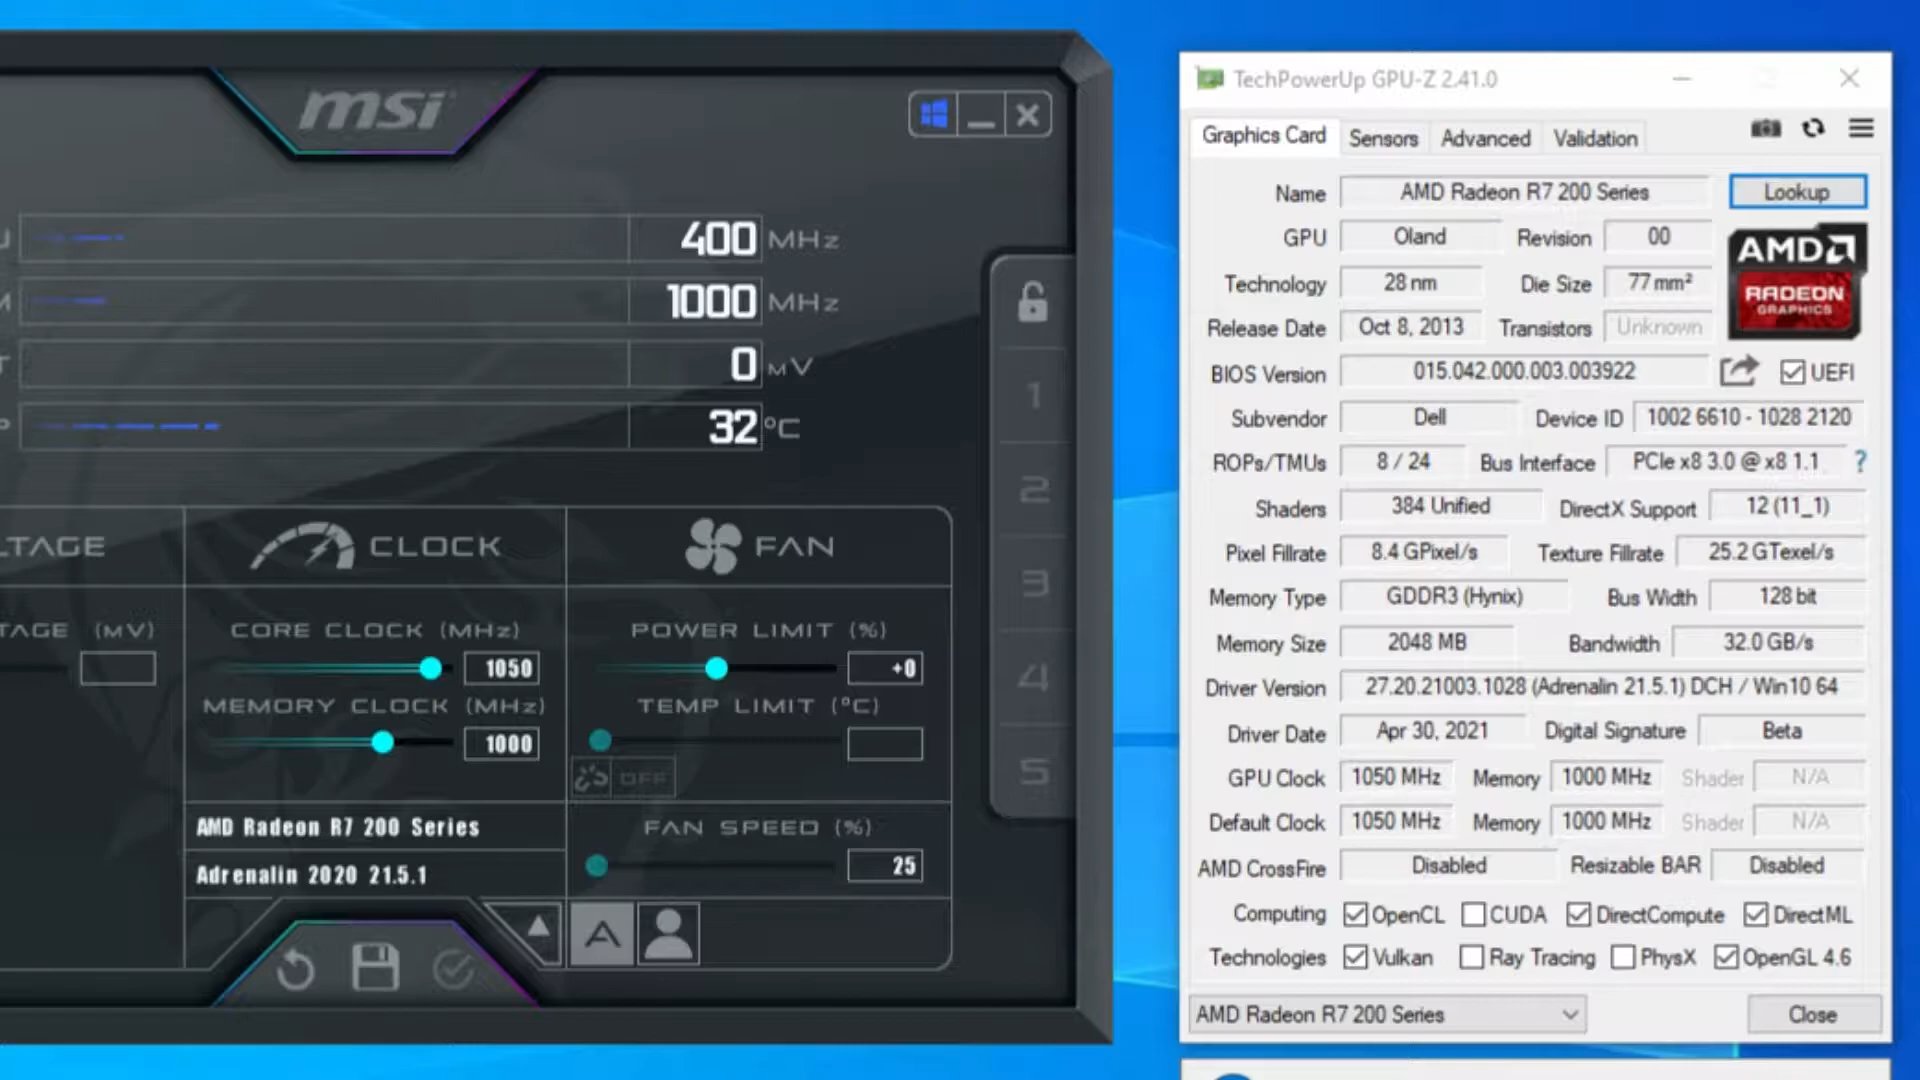 msi
400 MHz
1000 MHz
0 mV
32 °C
1
2
3
4
5
LTAGE
CLOCK
FAN
TAGE (MV)
CORE CLOCK (MHz)
1050
MEMORY CLOCK (MHz)
1000
POWER LIMIT (%)
+0
TEMP LIMIT (°C)
OFF
AMD Radeon R7 200 Series
Adrenalin 2020 21.5.1
FAN SPEED (%)
25
A
TechPowerUp GPU-Z 2.41.0
Graphics Card Sensors Advanced Validation
Name AMD Radeon R7 200 Series Lookup
GPU Oland Revision 00
AMD
RADEON
GRAPHICS
Technology 28 nm Die Size 77 mm²
Release Date Oct 8, 2013 Transistors Unknown
BIOS Version 015.042.000.003.003922 UEFI
Subvendor Dell Device ID 1002 6610 - 1028 2120
ROPs/TMUs 8 / 24 Bus Interface PCIe x8 3.0 @ x8 1.1 ?
Shaders 384 Unified DirectX Support 12 (11_1)
Pixel Fillrate 8.4 GPixel/s Texture Fillrate 25.2 GTexel/s
Memory Type GDDR3 (Hynix) Bus Width 128 bit
Memory Size 2048 MB Bandwidth 32.0 GB/s
Driver Version 27.20.21003.1028 (Adrenalin 21.5.1) DCH / Win10 64
Driver Date Apr 30, 2021 Digital Signature Beta
GPU Clock 1050 MHz Memory 1000 MHz Shader N/A
Default Clock 1050 MHz Memory 1000 MHz Shader N/A
AMD CrossFire Disabled Resizable BAR Disabled
Computing OpenCL CUDA DirectCompute DirectML
Technologies Vulkan Ray Tracing PhysX OpenGL 4.6
AMD Radeon R7 200 Series Close